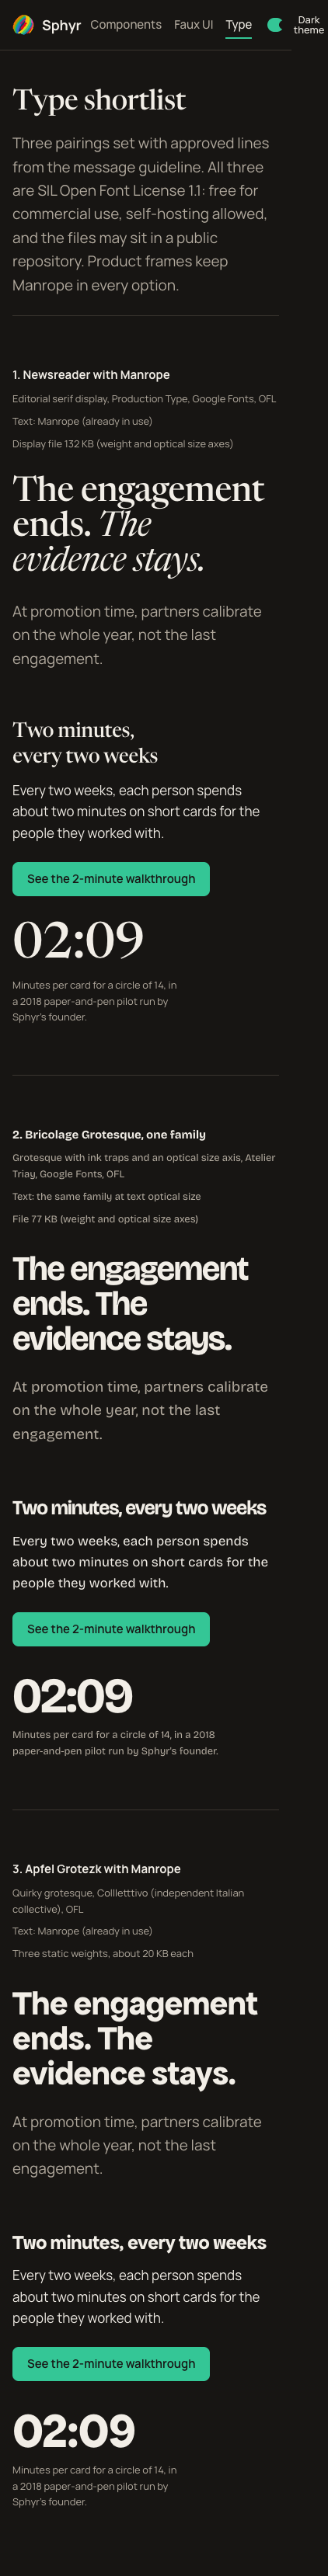 Sphyr Components Faux UI Type Dark theme
Type shortlist
Three pairings set with approved lines
from the message guideline. All three
are SIL Open Font License 1.1: free for
commercial use, self-hosting allowed,
and the files may sit in a public
repository. Product frames keep
Manrope in every option.
1. Newsreader with Manrope
Editorial serif display, Production Type, Google Fonts, OFL
Text: Manrope (already in use)
Display file 132 KB (weight and optical size axes)
The engagement
ends. The
evidence stays.
At promotion time, partners calibrate
on the whole year, not the last
engagement.
Two minutes,
every two weeks
Every two weeks, each person spends
about two minutes on short cards for the
people they worked with.
See the 2-minute walkthrough
02:09
Minutes per card for a circle of 14, in
a 2018 paper-and-pen pilot run by
Sphyr's founder.
2. Bricolage Grotesque, one family
Grotesque with ink traps and an optical size axis, Atelier
Triay, Google Fonts, OFL
Text: the same family at text optical size
File 77 KB (weight and optical size axes)
The engagement
ends. The
evidence stays.
At promotion time, partners calibrate
on the whole year, not the last
engagement.
Two minutes, every two weeks
Every two weeks, each person spends
about two minutes on short cards for the
people they worked with.
See the 2-minute walkthrough
02:09
Minutes per card for a circle of 14, in a 2018
paper-and-pen pilot run by Sphyr's founder.
3. Apfel Grotezk with Manrope
Quirky grotesque, Collletttivo (independent Italian
collective), OFL
Text: Manrope (already in use)
Three static weights, about 20 KB each
The engagement
ends. The
evidence stays.
At promotion time, partners calibrate
on the whole year, not the last
engagement.
Two minutes, every two weeks
Every two weeks, each person spends
about two minutes on short cards for the
people they worked with.
See the 2-minute walkthrough
02:09
Minutes per card for a circle of 14, in
a 2018 paper-and-pen pilot run by
Sphyr's founder.